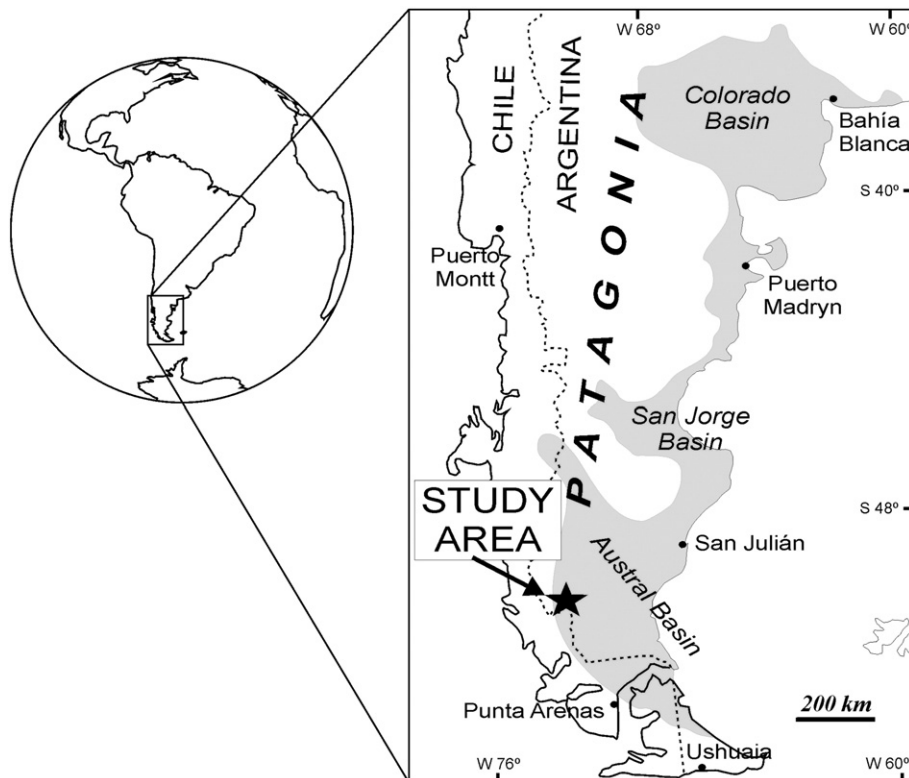 W 68º
W 60º
CHILE
ARGENTINA
PATAGONIA
Colorado
Basin
Bahía
Blanca
S 40º
Puerto
Montt
Puerto
Madryn
San Jorge
Basin
STUDY
AREA
S 48º
San Julián
Austral Basin
Punta Arenas
200 km
Ushuaia
W 76º
W 60º